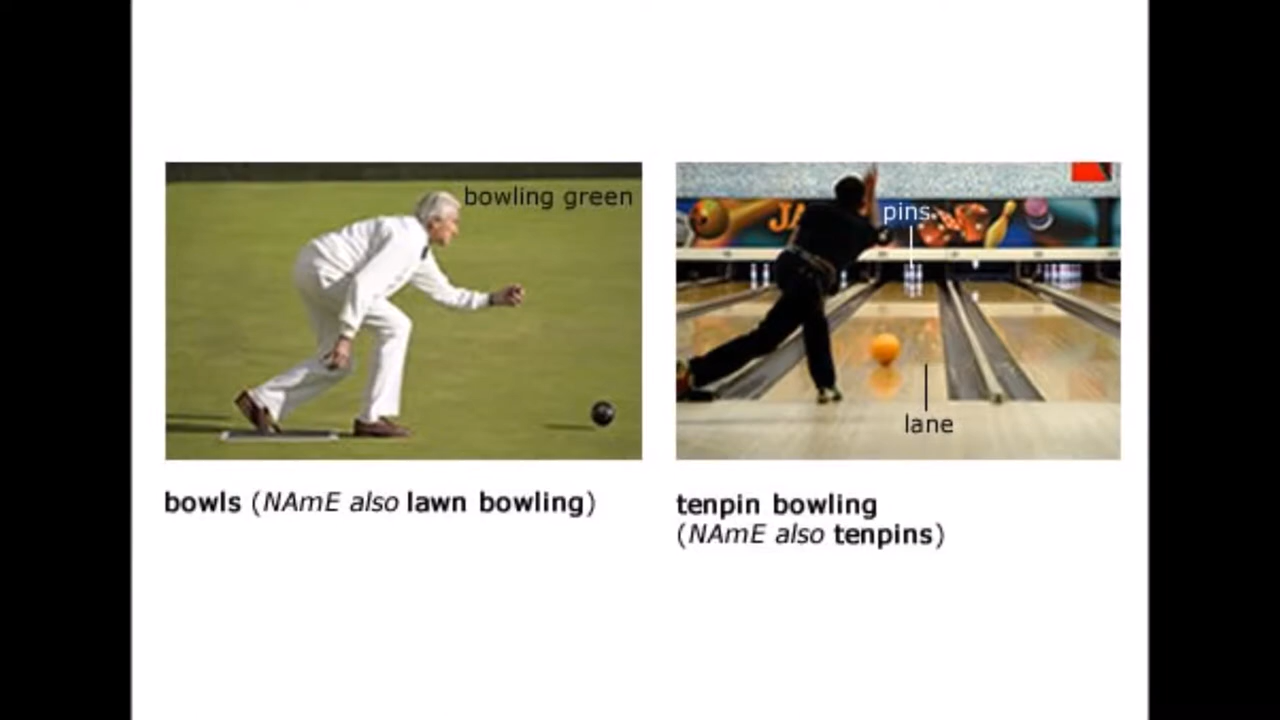 bowling green
bowls (NAmE also lawn bowling)
pins
lane
tenpin bowling
(NAmE also tenpins)